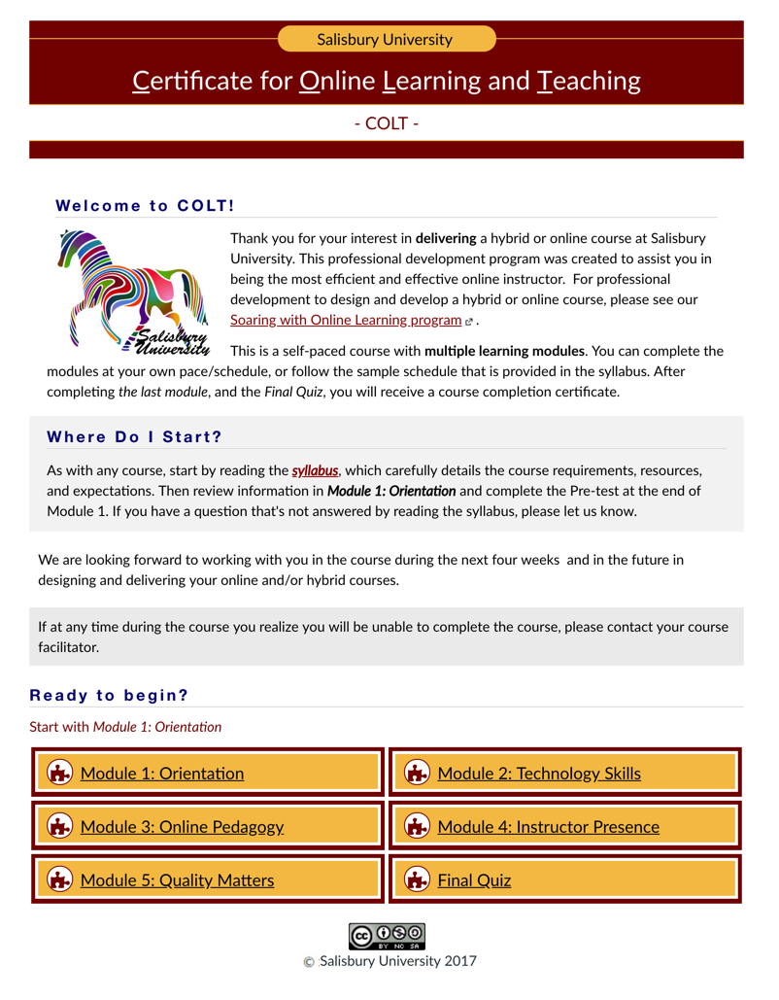 Salisbury University
Certificate for Online Learning and Teaching
- COLT -
Welcome to COLT!
Thank you for your interest in delivering a hybrid or online course at Salisbury
University. This professional development program was created to assist you in
being the most efficient and effective online instructor.  For professional
development to design and develop a hybrid or online course, please see our
Soaring with Online Learning program .
Salisbury
University
This is a self-paced course with multiple learning modules. You can complete the
modules at your own pace/schedule, or follow the sample schedule that is provided in the syllabus. After
completing the last module, and the Final Quiz, you will receive a course completion certificate.
Where Do I Start?
As with any course, start by reading the syllabus, which carefully details the course requirements, resources,
and expectations. Then review information in Module 1: Orientation and complete the Pre-test at the end of
Module 1. If you have a question that's not answered by reading the syllabus, please let us know.
We are looking forward to working with you in the course during the next four weeks  and in the future in
designing and delivering your online and/or hybrid courses.
If at any time during the course you realize you will be unable to complete the course, please contact your course
facilitator.
Ready to begin?
Start with Module 1: Orientation
Module 1: Orientation
Module 2: Technology Skills
Module 3: Online Pedagogy
Module 4: Instructor Presence
Module 5: Quality Matters
Final Quiz
cc
BY NC SA
© Salisbury University 2017